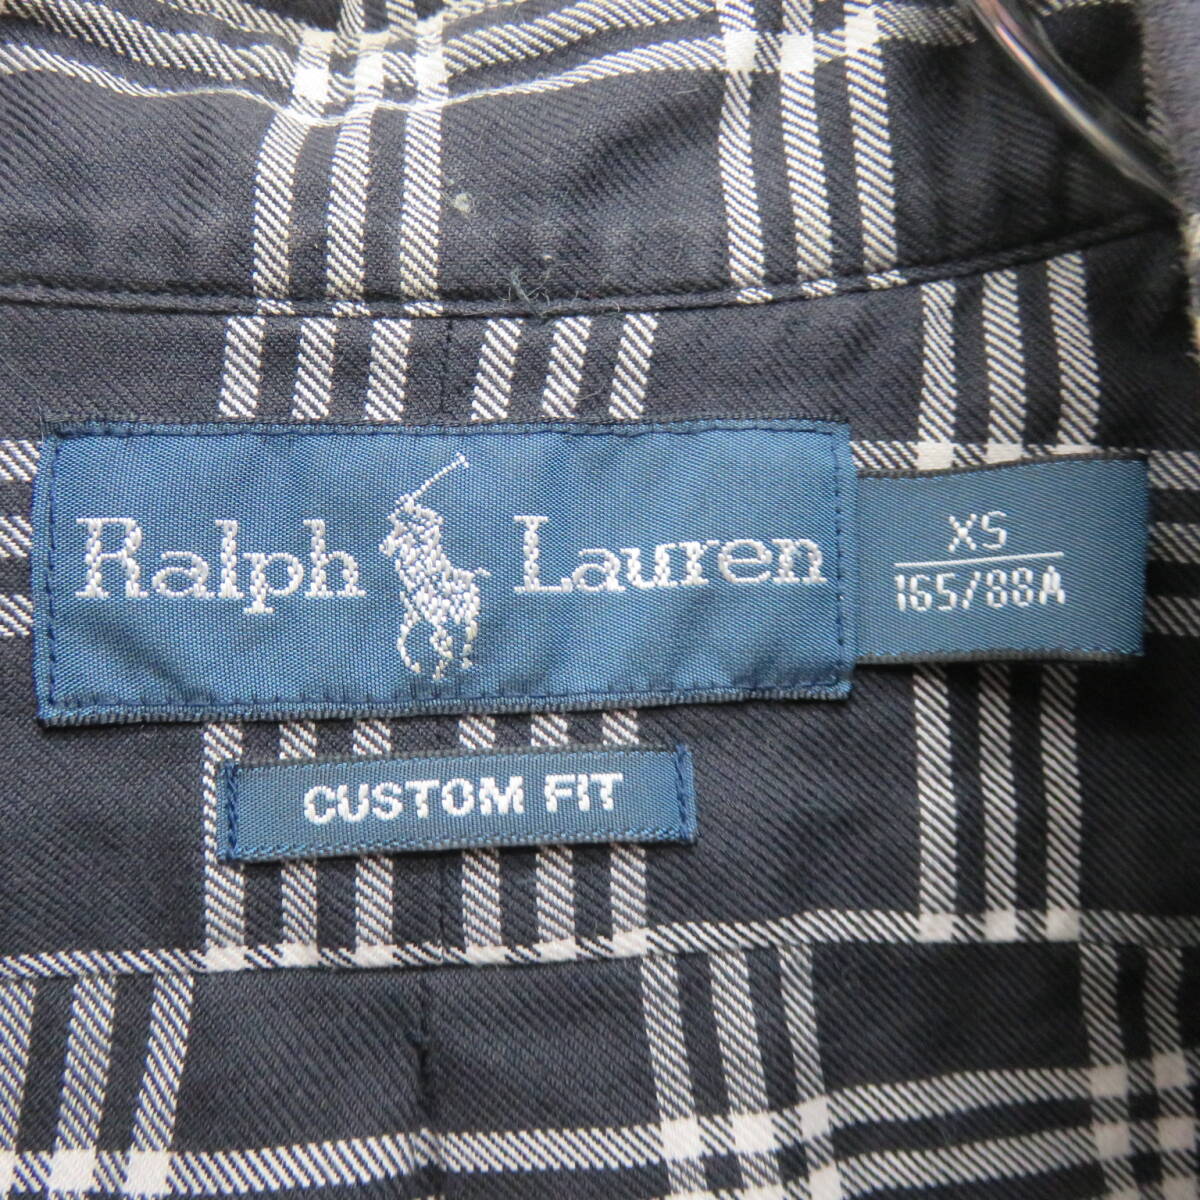 Ralph Lauren
XS
165/88A
CUSTOM FIT